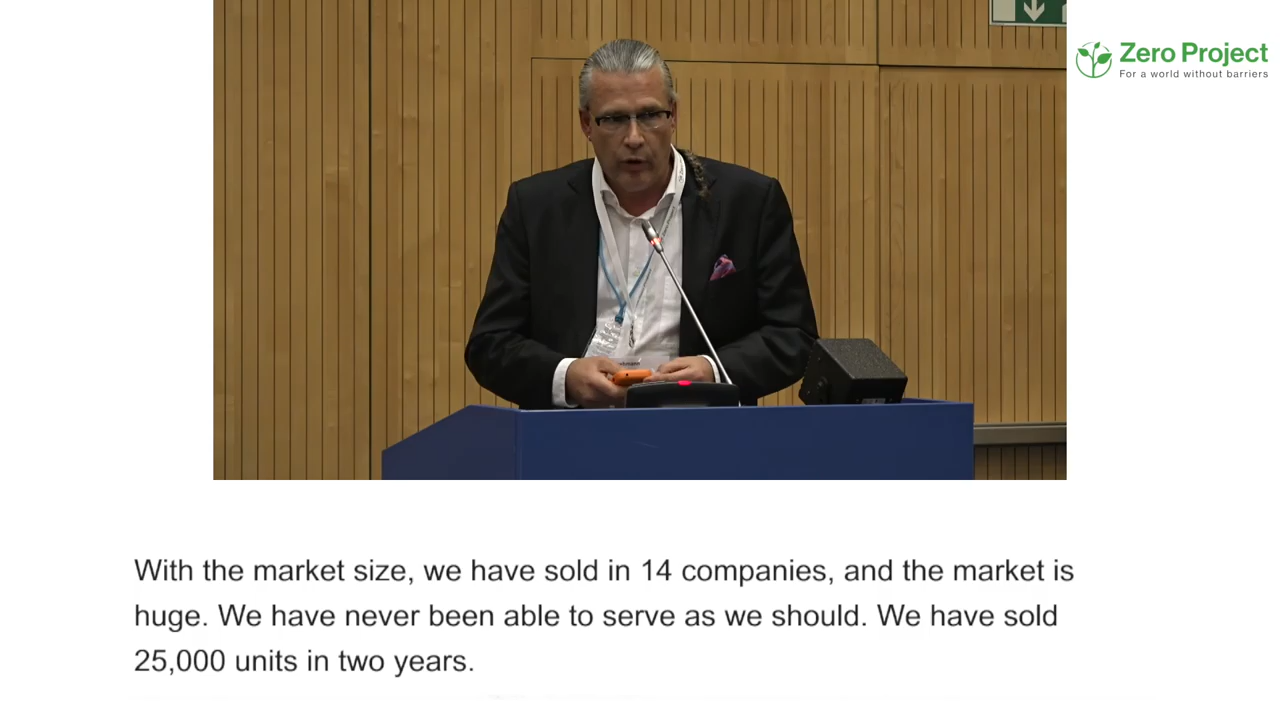 Zero Project
For a world without barriers
With the market size, we have sold in 14 companies, and the market is
huge. We have never been able to serve as we should. We have sold
25,000 units in two years.